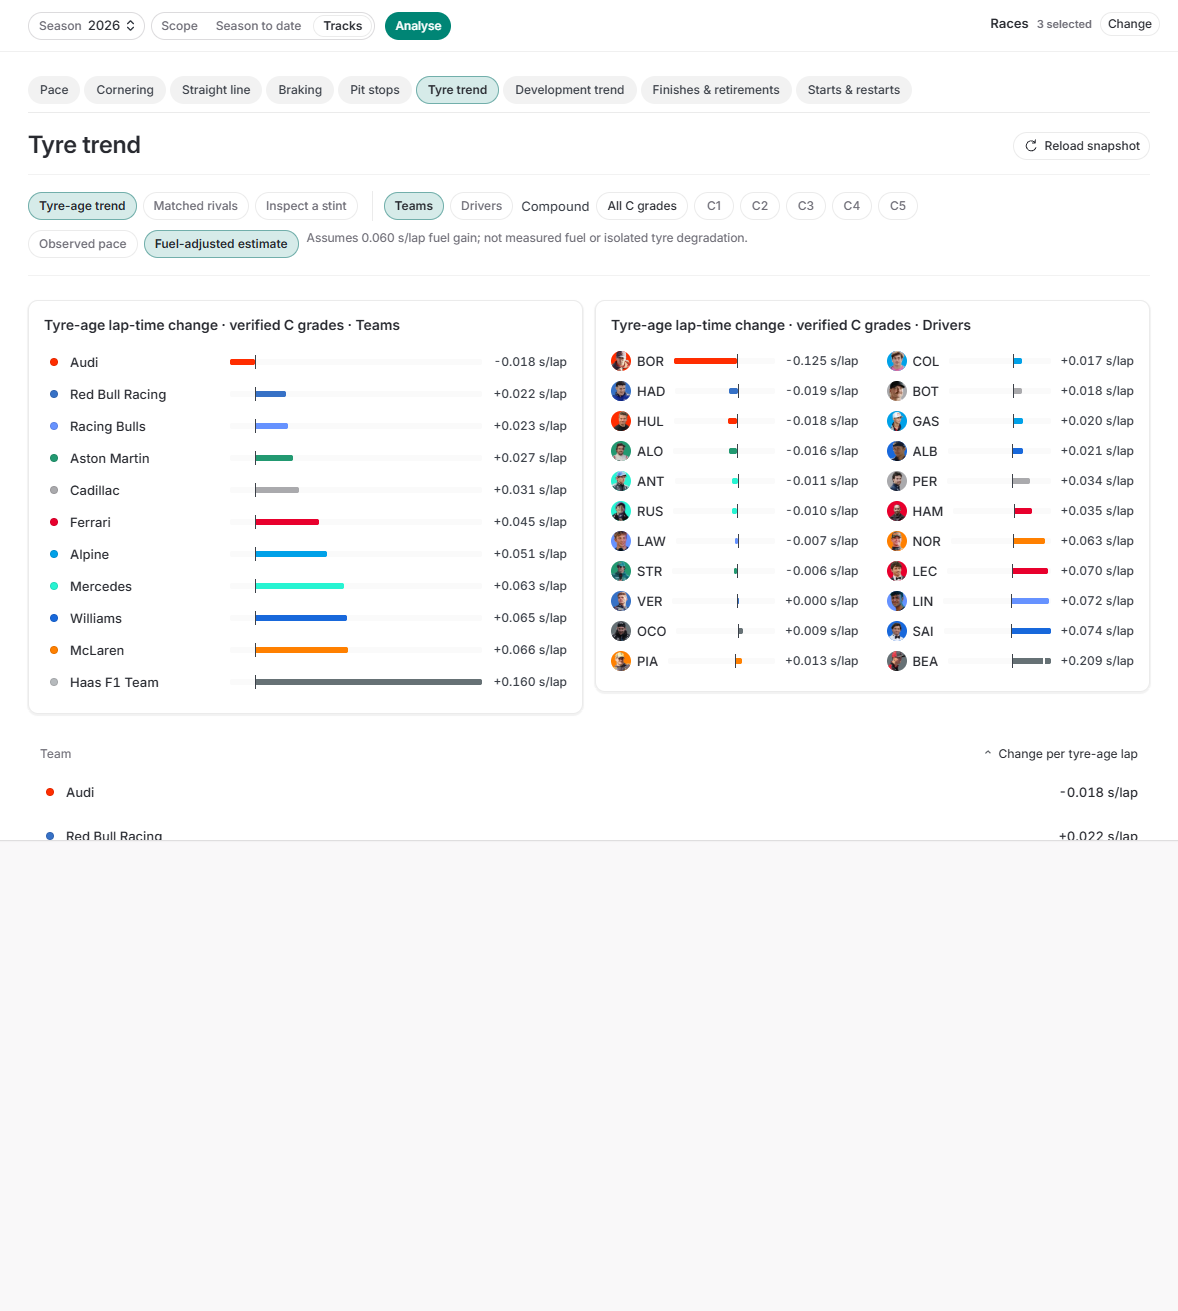 Season 2026 Scope Season to date Tracks Analyse Races 3 selected Change
Pace Cornering Straight line Braking Pit stops Tyre trend Development trend Finishes & retirements Starts & restarts
Tyre trend
Reload snapshot
Tyre-age trend Matched rivals Inspect a stint Teams Drivers Compound All C grades C1 C2 C3 C4 C5
Observed pace Fuel-adjusted estimate Assumes 0.060 s/lap fuel gain; not measured fuel or isolated tyre degradation.
Tyre-age lap-time change · verified C grades · Teams
Audi -0.018 s/lap
Red Bull Racing +0.022 s/lap
Racing Bulls +0.023 s/lap
Aston Martin +0.027 s/lap
Cadillac +0.031 s/lap
Ferrari +0.045 s/lap
Alpine +0.051 s/lap
Mercedes +0.063 s/lap
Williams +0.065 s/lap
McLaren +0.066 s/lap
Haas F1 Team +0.160 s/lap
Tyre-age lap-time change · verified C grades · Drivers
BOR -0.125 s/lap
HAD -0.019 s/lap
HUL -0.018 s/lap
ALO -0.016 s/lap
ANT -0.011 s/lap
RUS -0.010 s/lap
LAW -0.007 s/lap
STR -0.006 s/lap
VER +0.000 s/lap
OCO +0.009 s/lap
PIA +0.013 s/lap
COL +0.017 s/lap
BOT +0.018 s/lap
GAS +0.020 s/lap
ALB +0.021 s/lap
PER +0.034 s/lap
HAM +0.035 s/lap
NOR +0.063 s/lap
LEC +0.070 s/lap
LIN +0.072 s/lap
SAI +0.074 s/lap
BEA +0.209 s/lap
Team ^ Change per tyre-age lap
Audi -0.018 s/lap
Red Bull Racing +0.022 s/lap